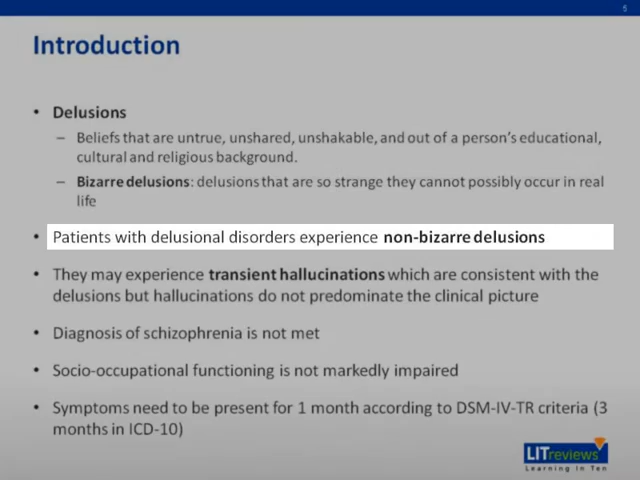 5
Introduction
• Delusions
– Beliefs that are untrue, unshared, unshakable, and out of a person's educational,
cultural and religious background.
– Bizarre delusions: delusions that are so strange they cannot possibly occur in real
life
• Patients with delusional disorders experience non-bizarre delusions
• They may experience transient hallucinations which are consistent with the
delusions but hallucinations do not predominate the clinical picture
• Diagnosis of schizophrenia is not met
• Socio-occupational functioning is not markedly impaired
• Symptoms need to be present for 1 month according to DSM-IV-TR criteria (3
months in ICD-10)
LITreviews
Learning in Ten